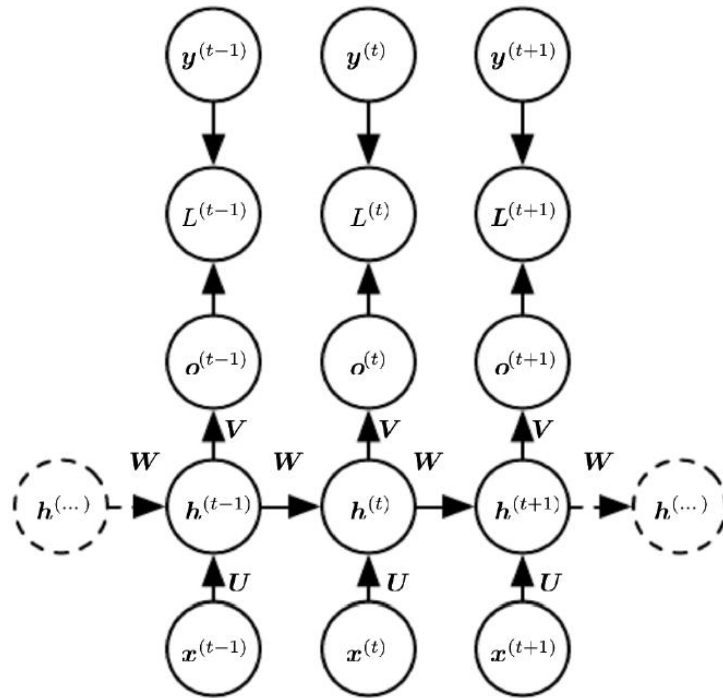 y^(t−1) y^(t) y^(t+1)
L^(t−1) L^(t) L^(t+1)
o^(t−1) o^(t) o^(t+1)
V V V
W W W W
h^(...) h^(t−1) h^(t) h^(t+1) h^(...)
U U U
x^(t−1) x^(t) x^(t+1)